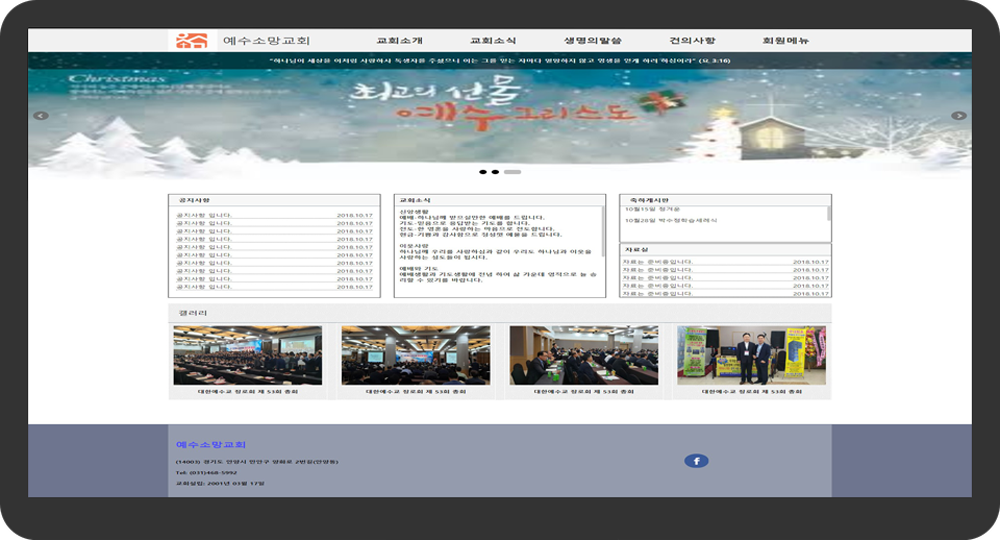 예수소망교회
교회소개 교회소식 생명의말씀 건의사항 회원메뉴
"하나님이 세상을 이처럼 사랑하사 독생자를 주셨으니 이는 그를 믿는 자마다 멸망하지 않고 영생을 얻게 하려 하심이라" (요 3:16)
Christmas
최고의 선물
예수 그리스도
공지사항
공지사항 입니다. 2018.10.17
공지사항 입니다. 2018.10.17
공지사항 입니다. 2018.10.17
공지사항 입니다. 2018.10.17
공지사항 입니다. 2018.10.17
공지사항 입니다. 2018.10.17
공지사항 입니다. 2018.10.17
공지사항 입니다. 2018.10.17
공지사항 입니다. 2018.10.17
공지사항 입니다. 2018.10.17
교회소식
신앙생활
예배-하나님께 받으실만한 예배를 드립니다.
기도-믿음으로 응답받는 기도를 합니다.
전도-한 영혼을 사랑하는 마음으로 전도합니다.
헌금-기쁨과 감사함으로 정성껏 예물을 드립니다.
이웃사랑
하나님께 우리를 사랑하심과 같이 우리도 하나님과 이웃을
사랑하는 성도들이 됩시다.
예배와 기도
예배생활과 기도생활에 전념 하여 삶 가운데 영적으로 늘 승
리할 수 있기를 바랍니다.
축하게시판
10월15일
10월28일 학습세례식
자료실
자료는 준비중입니다. 2018.10.17
자료는 준비중입니다. 2018.10.17
자료는 준비중입니다. 2018.10.17
자료는 준비중입니다. 2018.10.17
자료는 준비중입니다. 2018.10.17
갤러리
대한예수교 장로회 제 53회 총회
대한예수교 장로회 제 53회 총회
대한예수교 장로회 제 53회 총회
대한예수교 장로회 제 53회 총회
예수소망교회
(14003) 경기도 안양시 만안구 양화로 2번길(안양동)
Tel: (031)468-5992
교회설립: 2001년 03월 17일